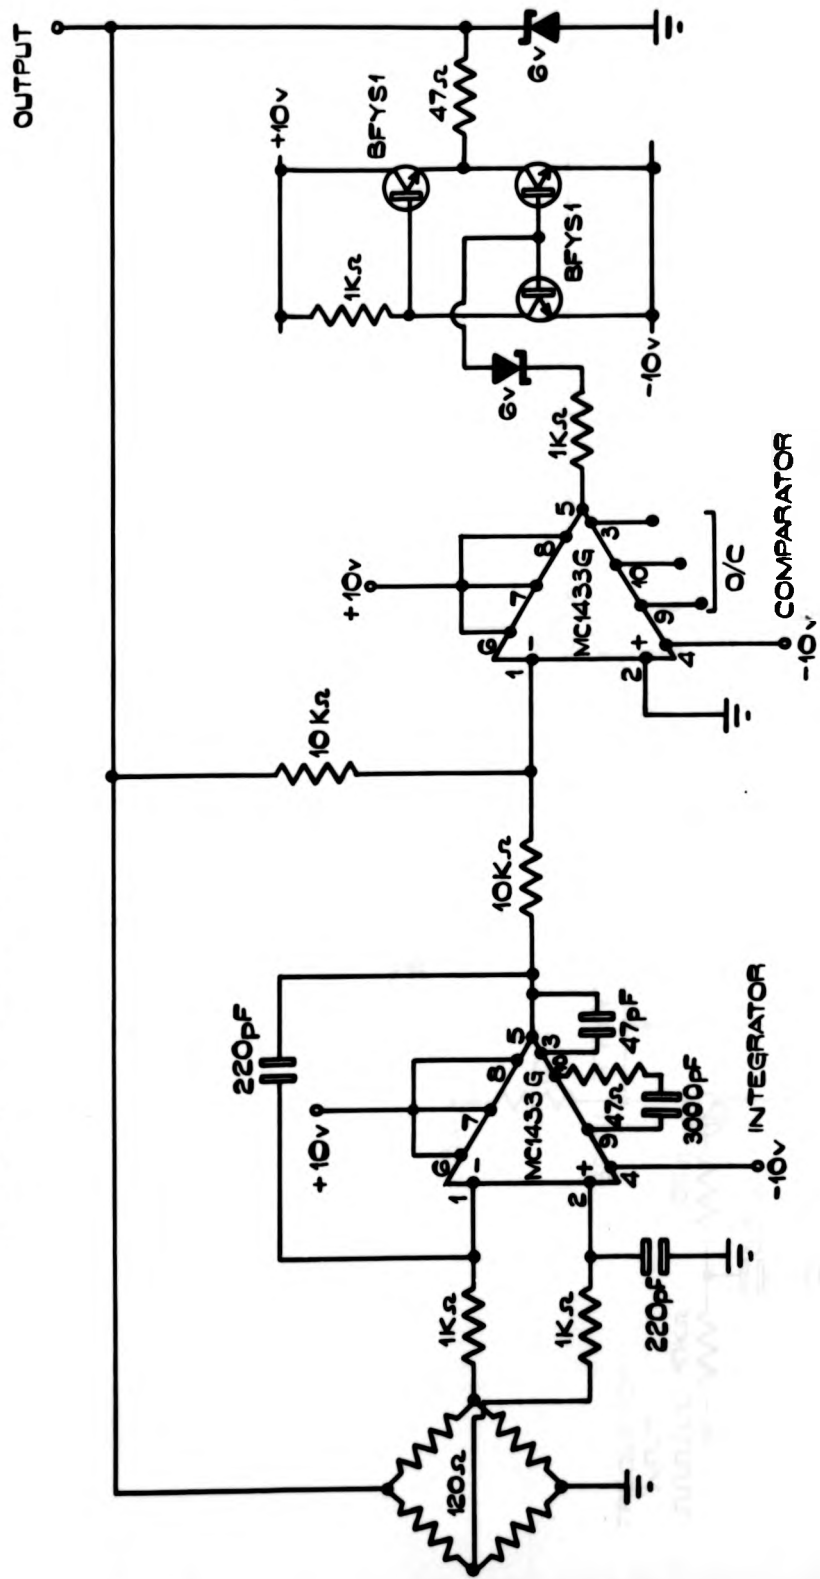 OUTPUT
+10v
BFYS1
47Ω
6v
1KΩ
BFYS1
-10v
6v
1KΩ
10KΩ
+10v
6
7
8
5
1
-
MC1433G
2
+
4
9
10
3
O/C
-10v
COMPARATOR
10KΩ
220pF
+10v
6
7
8
5
1
-
MC1433G
2
+
4
9
10
3
47pF
47Ω
3000pF
-10v
INTEGRATOR
1KΩ
1KΩ
220pF
120Ω